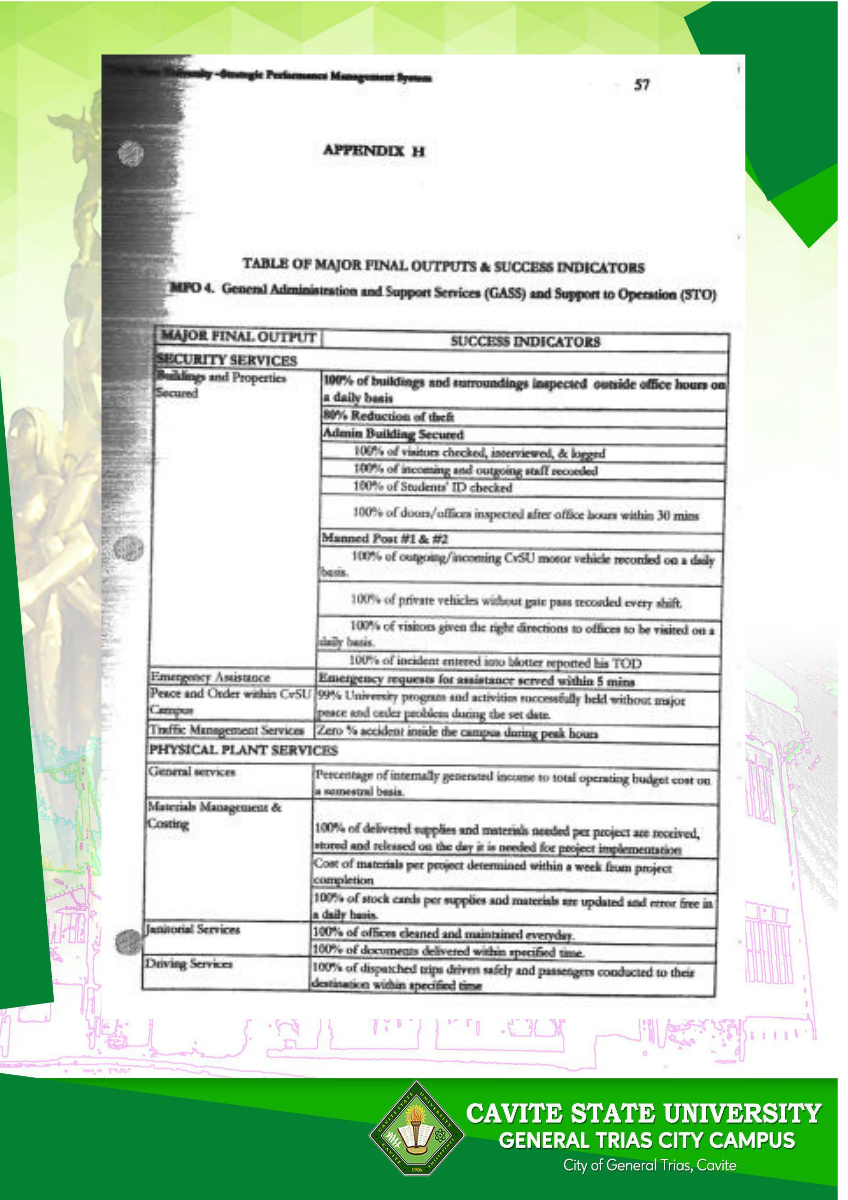 University –Strategic Performance Management System
57
APPENDIX H
TABLE OF MAJOR FINAL OUTPUTS & SUCCESS INDICATORS
MFO 4. General Administration and Support Services (GASS) and Support to Operation (STO)
MAJOR FINAL OUTPUT SUCCESS INDICATORS
SECURITY SERVICES
Buildings and Properties
Secured
100% of buildings and surroundings inspected outside office hours on
a daily basis
80% Reduction of theft
Admin Building Secured
100% of visitors checked, interviewed, & logged
100% of incoming and outgoing staff recorded
100% of Students' ID checked
100% of doors/offices inspected after office hours within 30 mins
Manned Post #1 & #2
100% of outgoing/incoming CvSU motor vehicle recorded on a daily
basis.
100% of private vehicles without gate pass recorded every shift.
100% of visitors given the right directions to offices to be visited on a
daily basis.
100% of incident entered into blotter reported his TOD
Emergency Assistance Emergency requests for assistance served within 5 mins
Peace and Order within CvSU
Campus
99% University program and activities successfully held without major
peace and order problem during the set date.
Traffic Management Services Zero % accident inside the campus during peak hours
PHYSICAL PLANT SERVICES
General services
Percentage of internally generated income to total operating budget cost on
a semestral basis.
Materials Management &
Costing
100% of delivered supplies and materials needed per project are received,
stored and released on the day it is needed for project implementation
Cost of materials per project determined within a week from project
completion
100% of stock cards per supplies and materials are updated and error free in
a daily basis.
Janitorial Services 100% of offices cleaned and maintained everyday.
100% of documents delivered within specified time.
Driving Services
100% of dispatched trips driven safely and passengers conducted to their
destination within specified time
CAVITE STATE UNIVERSITY
GENERAL TRIAS CITY CAMPUS
City of General Trias, Cavite
1906